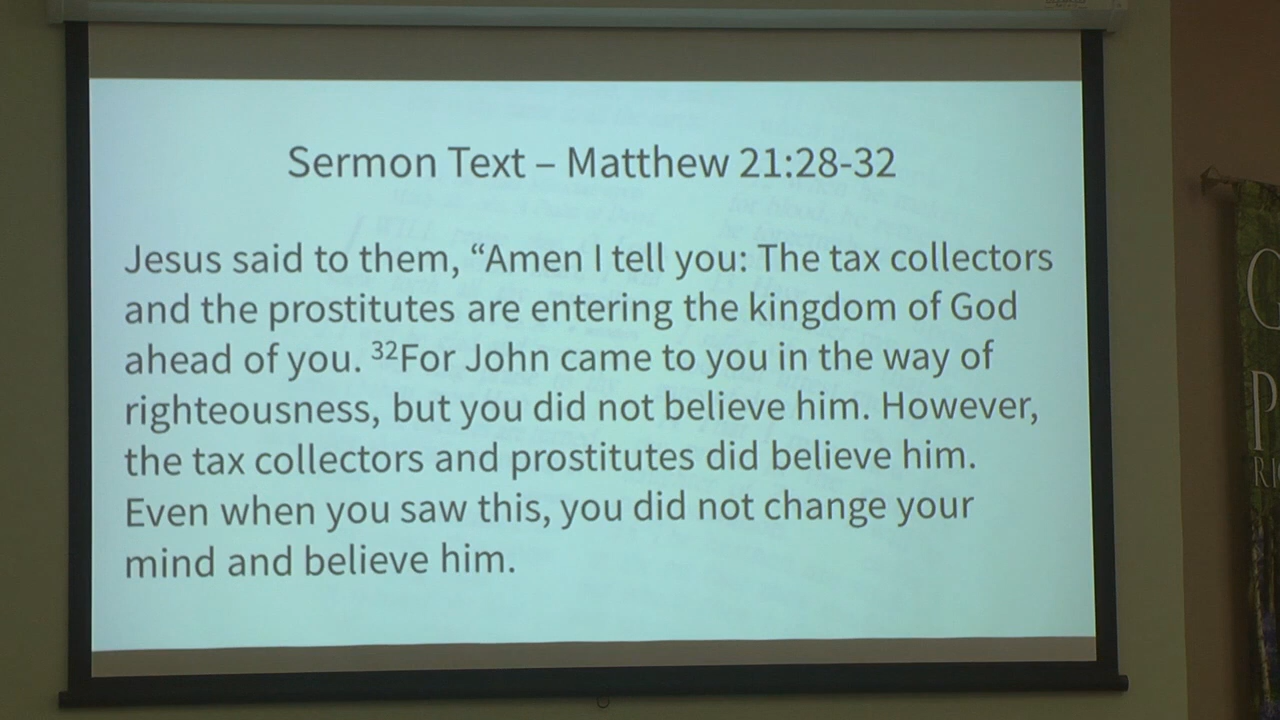 Sermon Text – Matthew 21:28-32
Jesus said to them, “Amen I tell you: The tax collectors
and the prostitutes are entering the kingdom of God
ahead of you. ³²For John came to you in the way of
righteousness, but you did not believe him. However,
the tax collectors and prostitutes did believe him.
Even when you saw this, you did not change your
mind and believe him.